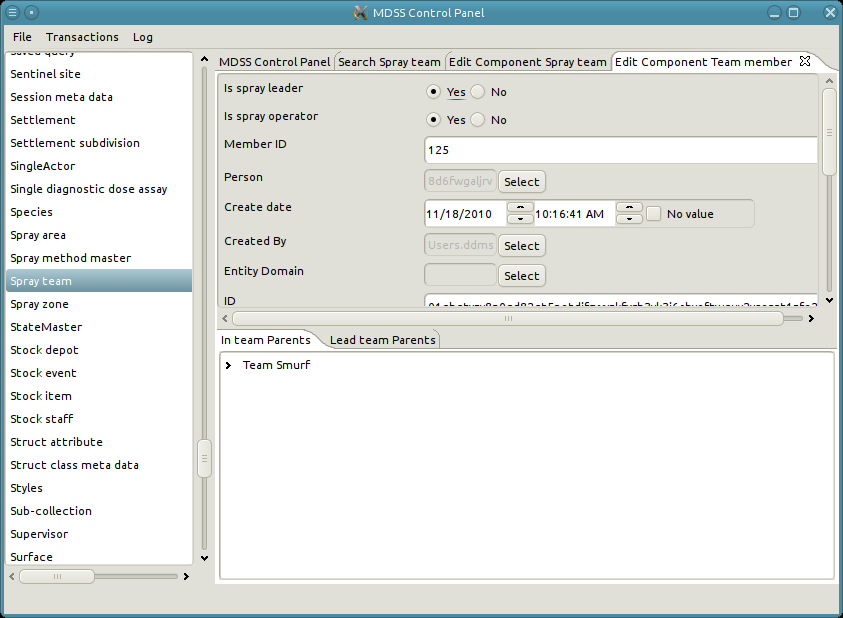 MDSS Control Panel
File Transactions Log
Saved query
Sentinel site
Session meta data
Settlement
Settlement subdivision
SingleActor
Single diagnostic dose assay
Species
Spray area
Spray method master
Spray team
Spray zone
StateMaster
Stock depot
Stock event
Stock item
Stock staff
Struct attribute
Struct class meta data
Styles
Sub-collection
Supervisor
Surface
MDSS Control Panel Search Spray team Edit Component Spray team Edit Component Team member
Is spray leader Yes No
Is spray operator Yes No
Member ID 125
Person 8d6fwgaljrv Select
Create date 11/18/2010 10:16:41 AM No value
Created By Users.ddms Select
Entity Domain Select
ID
In team Parents Lead team Parents
Team Smurf